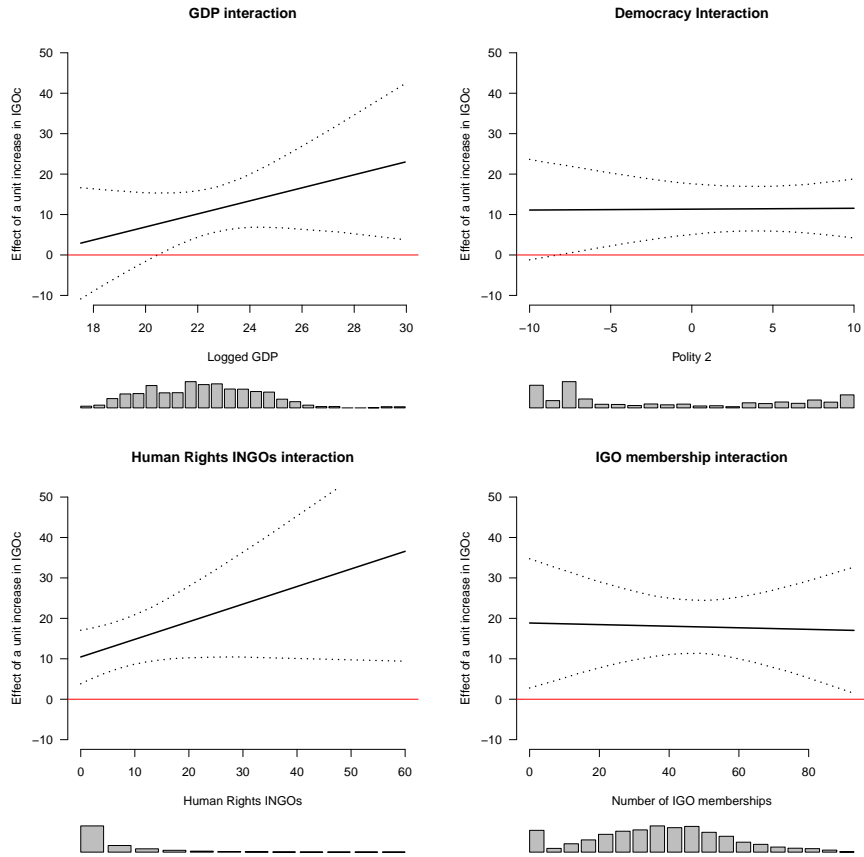 GDP interaction
Effect of a unit increase in IGOc
50
40
30
20
10
0
−10
18 20 22 24 26 28 30
Logged GDP
Democracy Interaction
Effect of a unit increase in IGOc
50
40
30
20
10
0
−10
−10 −5 0 5 10
Polity 2
Human Rights INGOs interaction
Effect of a unit increase in IGOc
50
40
30
20
10
0
−10
0 10 20 30 40 50 60
Human Rights INGOs
IGO membership interaction
Effect of a unit increase in IGOc
50
40
30
20
10
0
−10
0 20 40 60 80
Number of IGO memberships